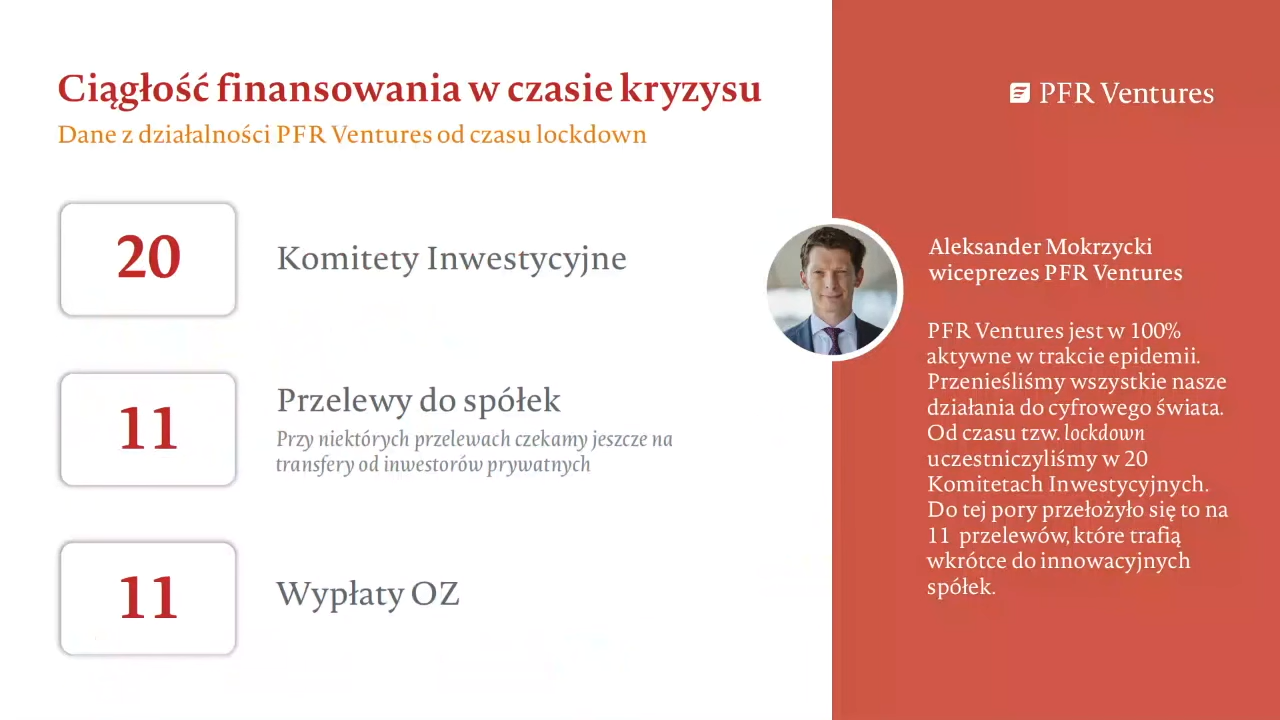 Ciągłość finansowania w czasie kryzysu
Dane z działalności PFR Ventures od czasu lockdown
20
Komitety Inwestycyjne
11
Przelewy do spółek
Przy niektórych przelewach czekamy jeszcze na
transfery od inwestorów prywatnych
11
Wypłaty OZ
PFR Ventures
Aleksander Mokrzycki
wiceprezes PFR Ventures
PFR Ventures jest w 100%
aktywne w trakcie epidemii.
Przenieśliśmy wszystkie nasze
działania do cyfrowego świata.
Od czasu tzw. lockdown
uczestniczyliśmy w 20
Komitetach Inwestycyjnych.
Do tej pory przełożyło się to na
11 przelewów, które trafią
wkrótce do innowacyjnych
spółek.